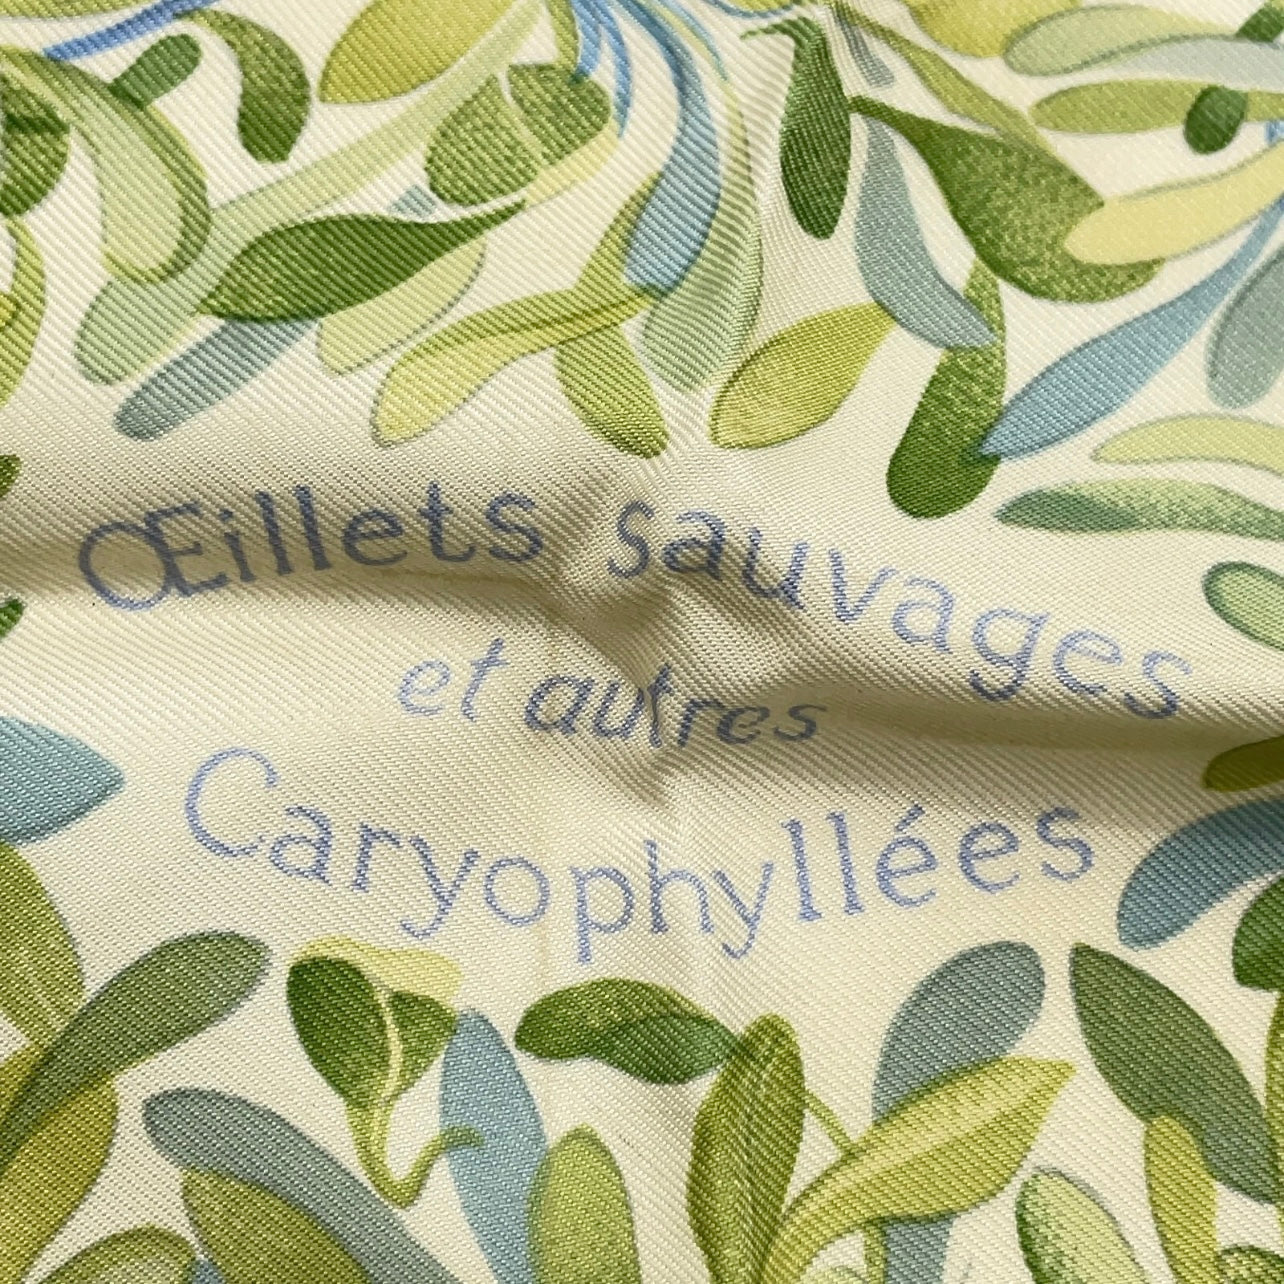 Œillets sauvages
et autres
Caryophyllées